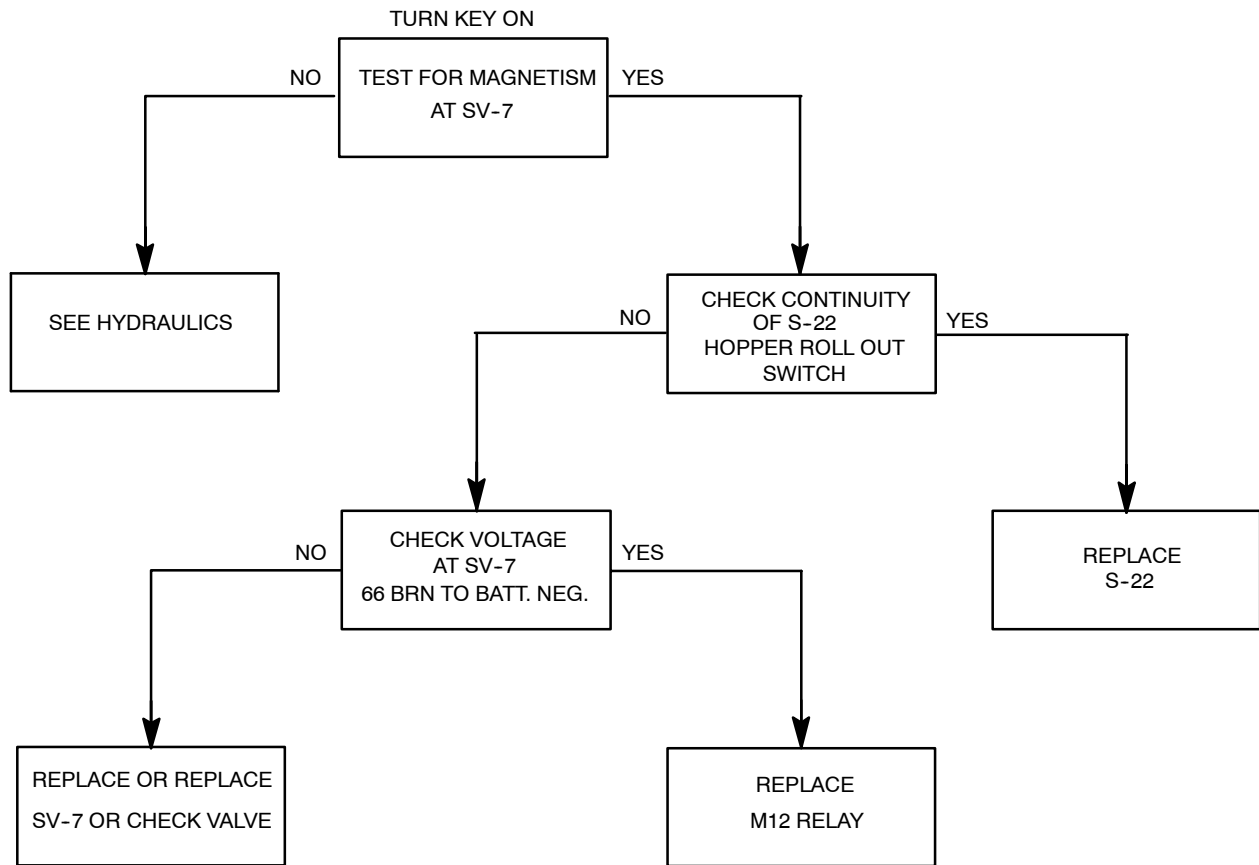 TURN KEY ON
TEST FOR MAGNETISM
AT SV-7
NO
YES
SEE HYDRAULICS
CHECK CONTINUITY
OF S-22
HOPPER ROLL OUT
SWITCH
NO
YES
CHECK VOLTAGE
AT SV-7
66 BRN TO BATT. NEG.
NO
YES
REPLACE
S-22
REPLACE OR REPLACE
SV-7 OR CHECK VALVE
REPLACE
M12 RELAY